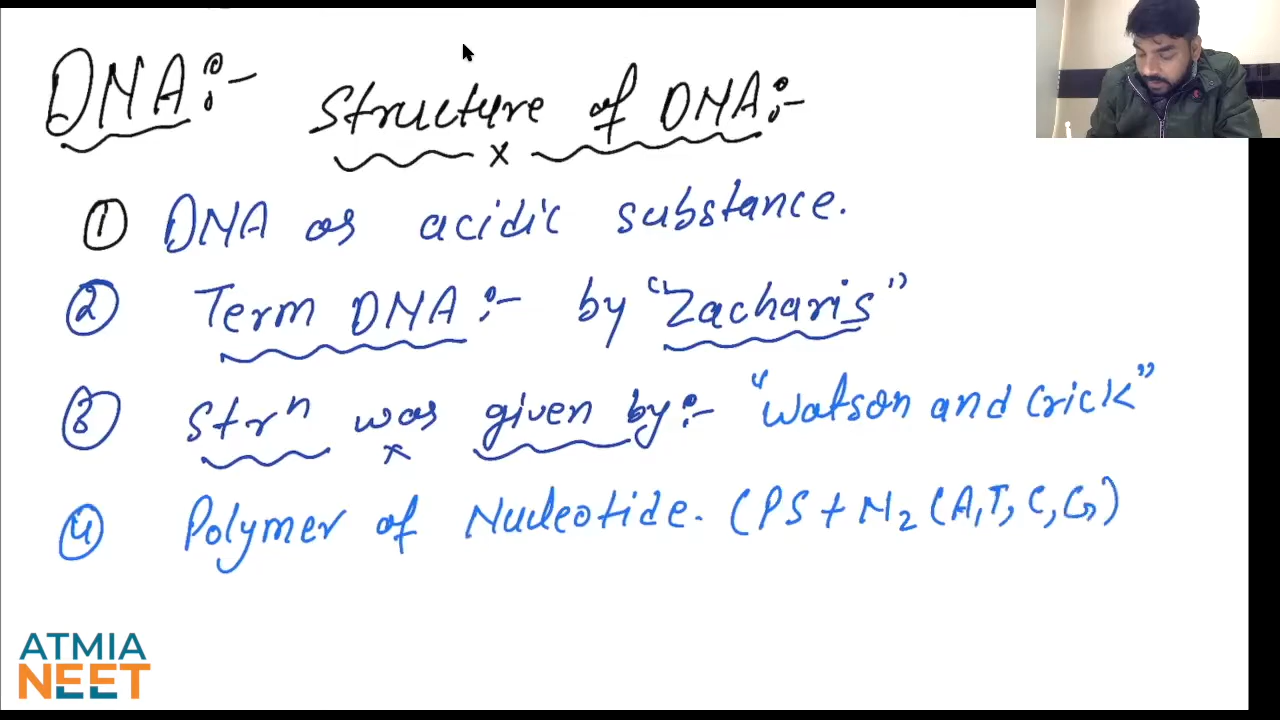 DNA:-
Structure of DNA:-
x
① DNA as acidic substance.
② Term DNA:- by "Zacharis"
③ Strn was given by:- "Watson and Crick"
x
④ Polymer of Nucleotide. (PS + N2 (A,T, C, G)
ATMIA
NEET